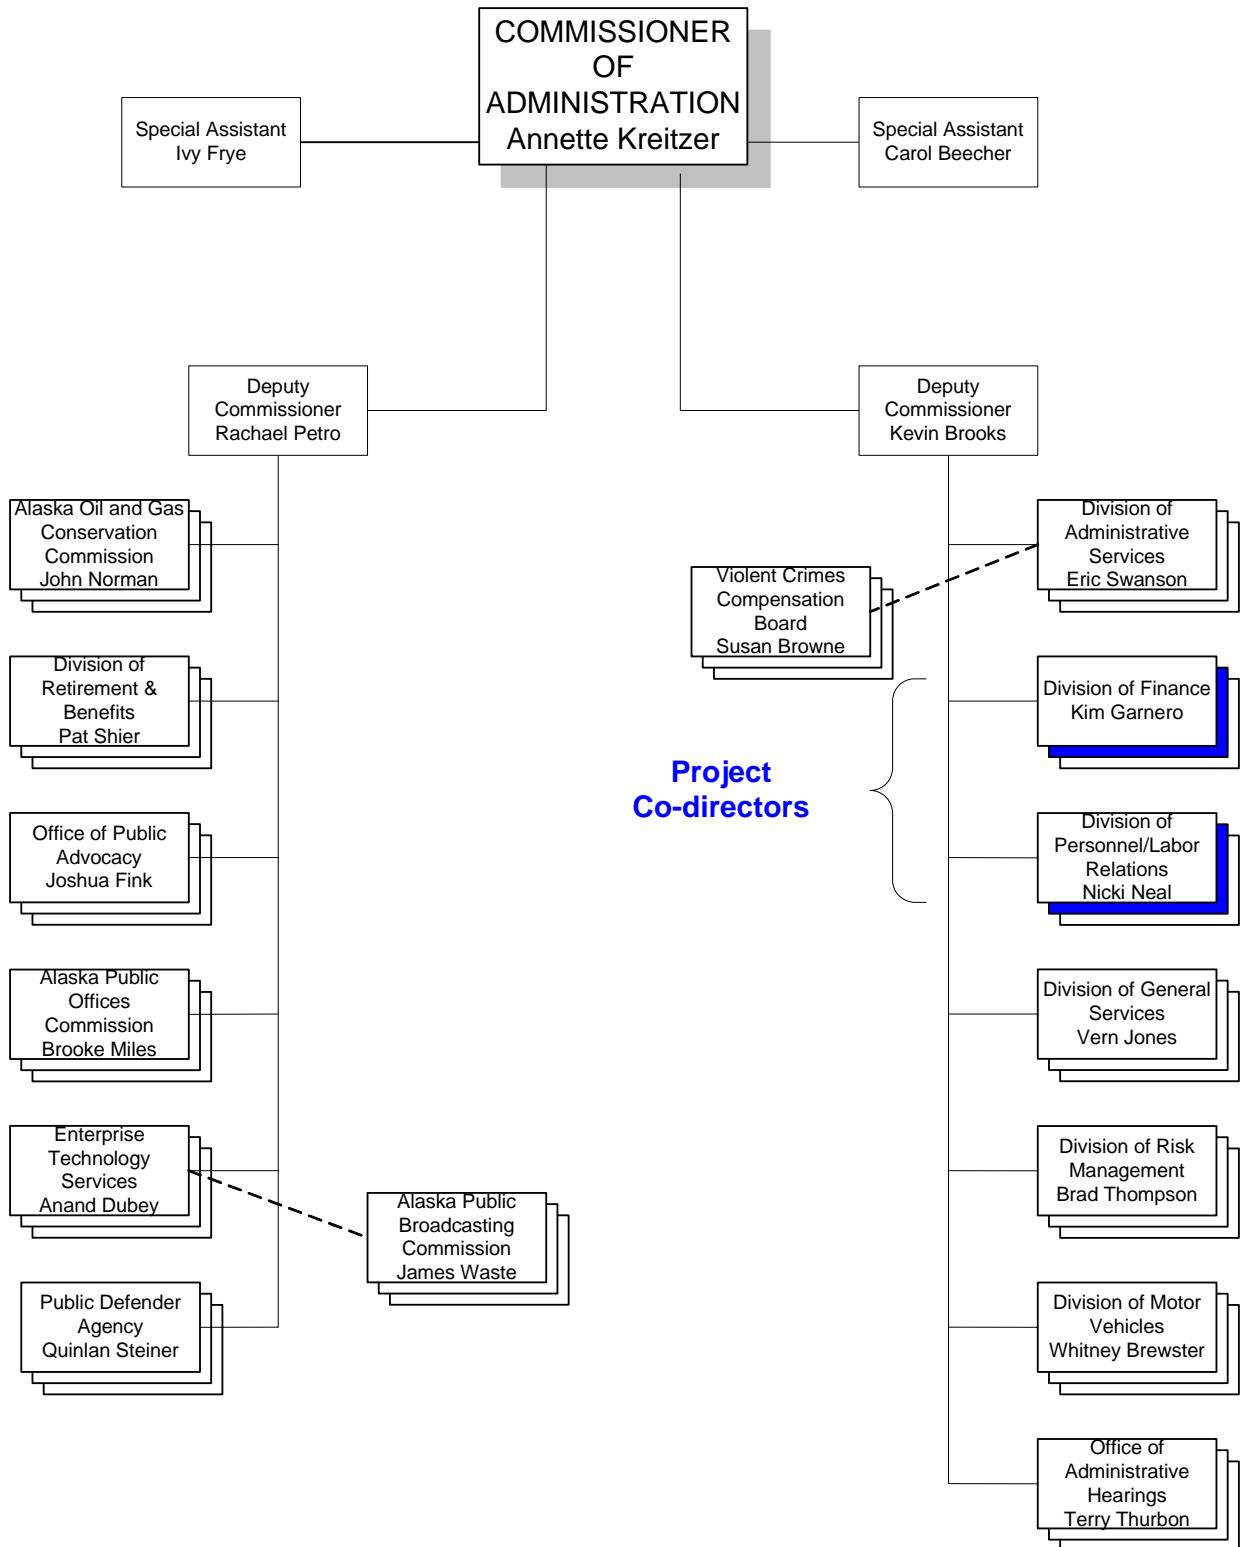 COMMISSIONER
OF
ADMINISTRATION
Annette Kreitzer
Special Assistant
Ivy Frye
Special Assistant
Carol Beecher
Deputy
Commissioner
Rachael Petro
Deputy
Commissioner
Kevin Brooks
Alaska Oil and Gas
Conservation
Commission
John Norman
Division of
Retirement &
Benefits
Pat Shier
Office of Public
Advocacy
Joshua Fink
Alaska Public
Offices
Commission
Brooke Miles
Enterprise
Technology
Services
Anand Dubey
Alaska Public
Broadcasting
Commission
James Waste
Public Defender
Agency
Quinlan Steiner
Violent Crimes
Compensation
Board
Susan Browne
Project
Co-directors
Division of
Administrative
Services
Eric Swanson
Division of Finance
Kim Garnero
Division of
Personnel/Labor
Relations
Nicki Neal
Division of General
Services
Vern Jones
Division of Risk
Management
Brad Thompson
Division of Motor
Vehicles
Whitney Brewster
Office of
Administrative
Hearings
Terry Thurbon